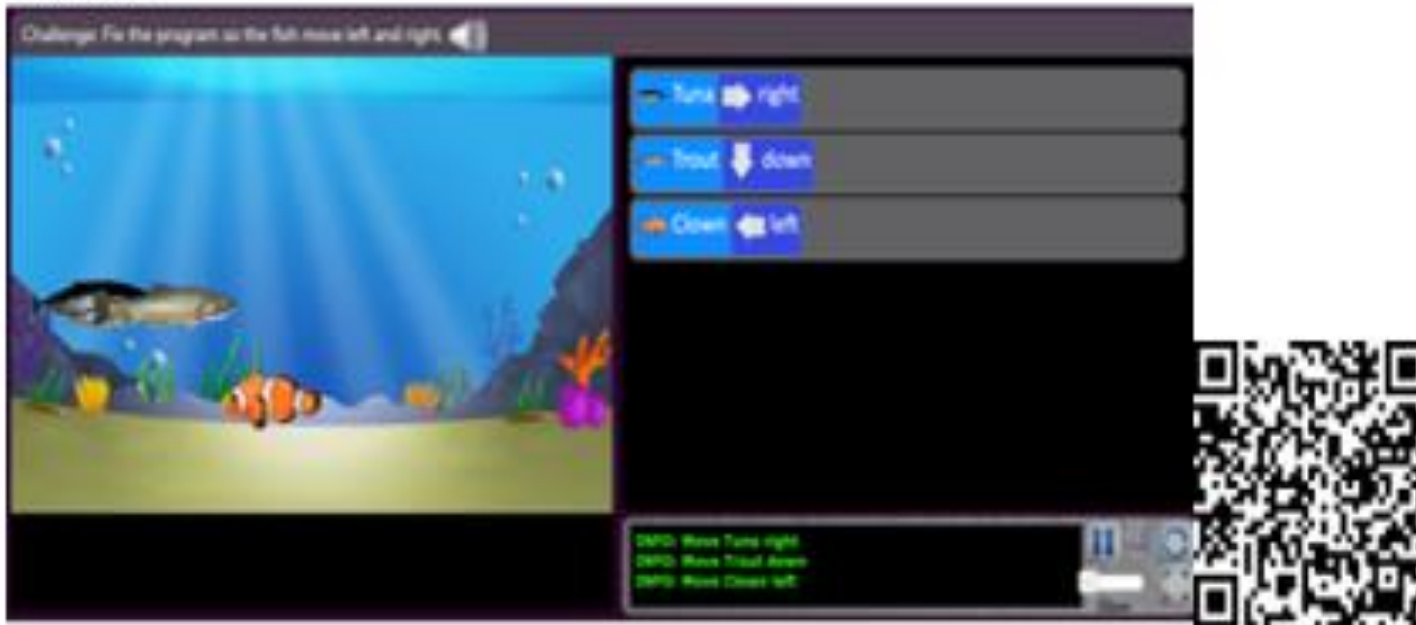 Challenge: Fix the program so the fish move left and right.
Tuna right
Trout down
Clown left
INFO: Move Tuna right
INFO: Move Trout down
INFO: Move Clown left